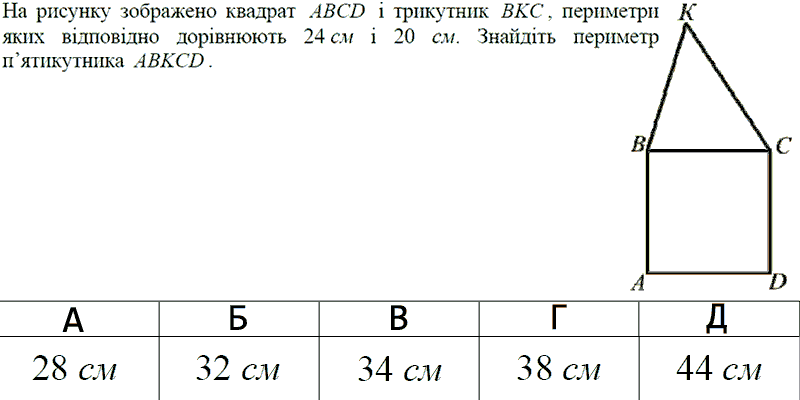 На рисунку зображено квадрат ABCD і трикутник BKC, периметри
яких відповідно дорівнюють 24 см і 20 см. Знайдіть периметр
п’ятикутника ABKCD.
K
B
C
A
D
А Б В Г Д
28 см 32 см 34 см 38 см 44 см